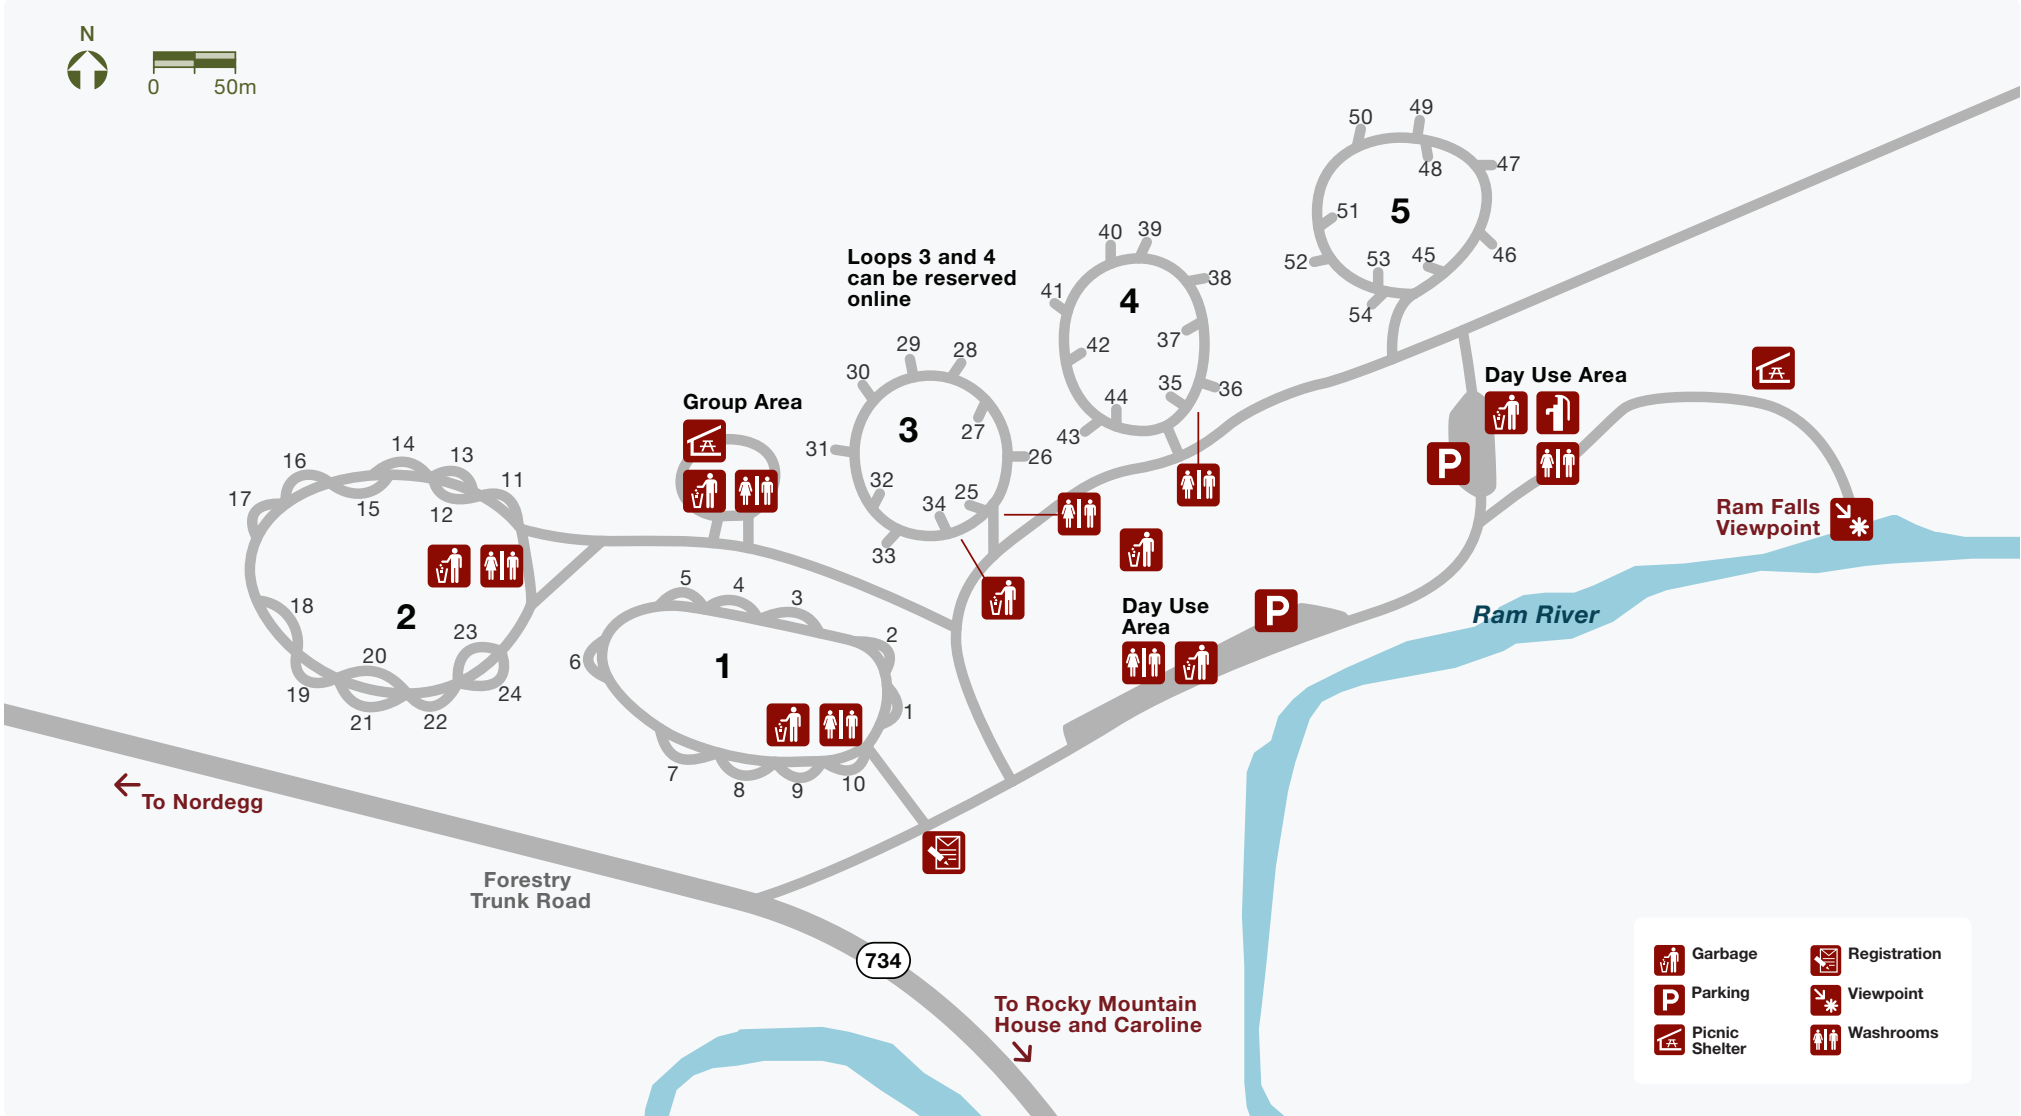 N
0 50m
50
49
48
47
51
5
52
53
45
46
54
Loops 3 and 4
can be reserved
online
40
39
38
41
4
37
42
35
36
44
43
29
28
30
3
27
31
26
32
34
25
33
Group Area
14
13
16
11
17
15
12
18
2
23
20
19
24
21
22
5
4
3
2
6
1
1
7
8
9
10
Day Use Area
P
Ram Falls
Viewpoint
Day Use
Area
P
Ram River
To Nordegg
Forestry
Trunk Road
734
To Rocky Mountain
House and Caroline
Garbage
P Parking
Picnic
Shelter
Registration
Viewpoint
Washrooms